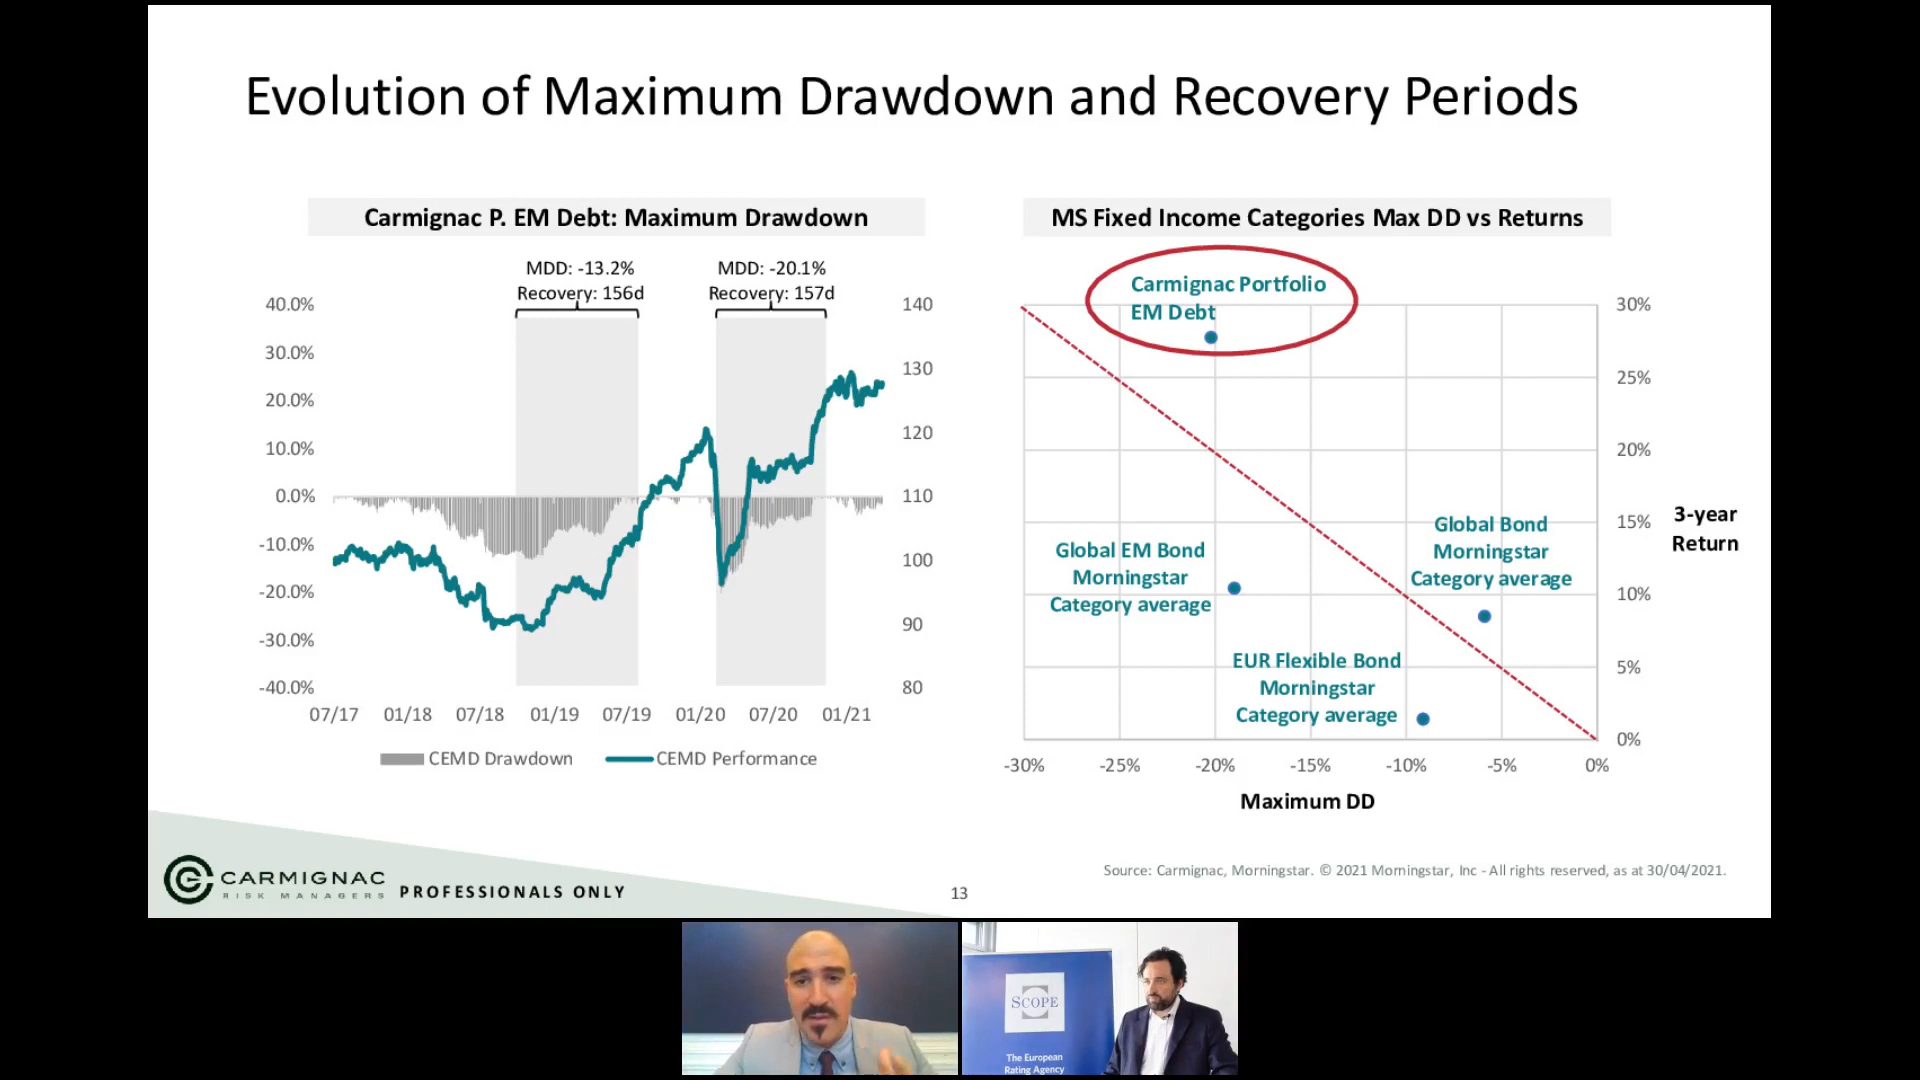 Evolution of Maximum Drawdown and Recovery Periods
Carmignac P. EM Debt: Maximum Drawdown
MDD: -13.2%
Recovery: 156d
MDD: -20.1%
Recovery: 157d
40.0%
30.0%
20.0%
10.0%
0.0%
-10.0%
-20.0%
-30.0%
-40.0%
140
130
120
110
100
90
80
07/17 01/18 07/18 01/19 07/19 01/20 07/20 01/21
CEMD Drawdown CEMD Performance
MS Fixed Income Categories Max DD vs Returns
Carmignac Portfolio
EM Debt
Global EM Bond
Morningstar
Category average
Global Bond
Morningstar
Category average
EUR Flexible Bond
Morningstar
Category average
30%
25%
20%
15%
10%
5%
0%
3-year
Return
-30% -25% -20% -15% -10% -5% 0%
Maximum DD
Source: Carmignac, Morningstar. © 2021 Morningstar, Inc - All rights reserved, as at 30/04/2021.
CARMIGNAC
RISK MANAGERS
PROFESSIONALS ONLY
13
SCOPE
The European
Rating Agency